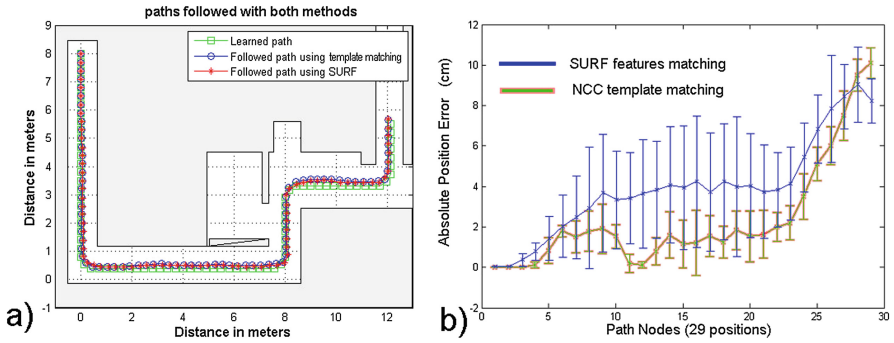 paths followed with both methods
Learned path
Followed path using template matching
Followed path using SURF
Distance in meters
9
8
7
6
5
4
3
2
1
0
-1
0 2 4 6 8 10 12
Distance in meters
a)
SURF features matching
NCC template matching
Absolute Position Error (cm)
12
10
8
6
4
2
0
0 5 10 15 20 25 30
Path Nodes (29 positions)
b)